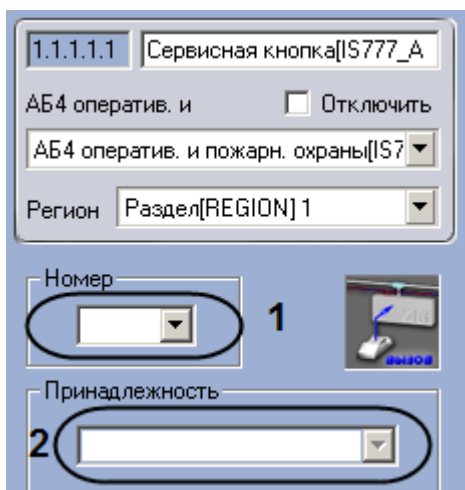 1.1.1.1.1 Сервисная кнопка[IS777_A
АБ4 оператив. и Отключить
АБ4 оператив. и пожарн. охраны[IS7
Регион Раздел[REGION] 1
Номер
1
вызов
Принадлежность
2